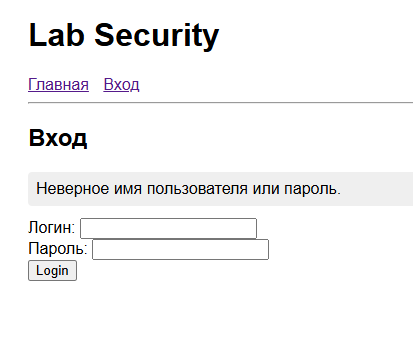 Lab Security
Главная Вход
Вход
Неверное имя пользователя или пароль.
Логин:
Пароль:
Login